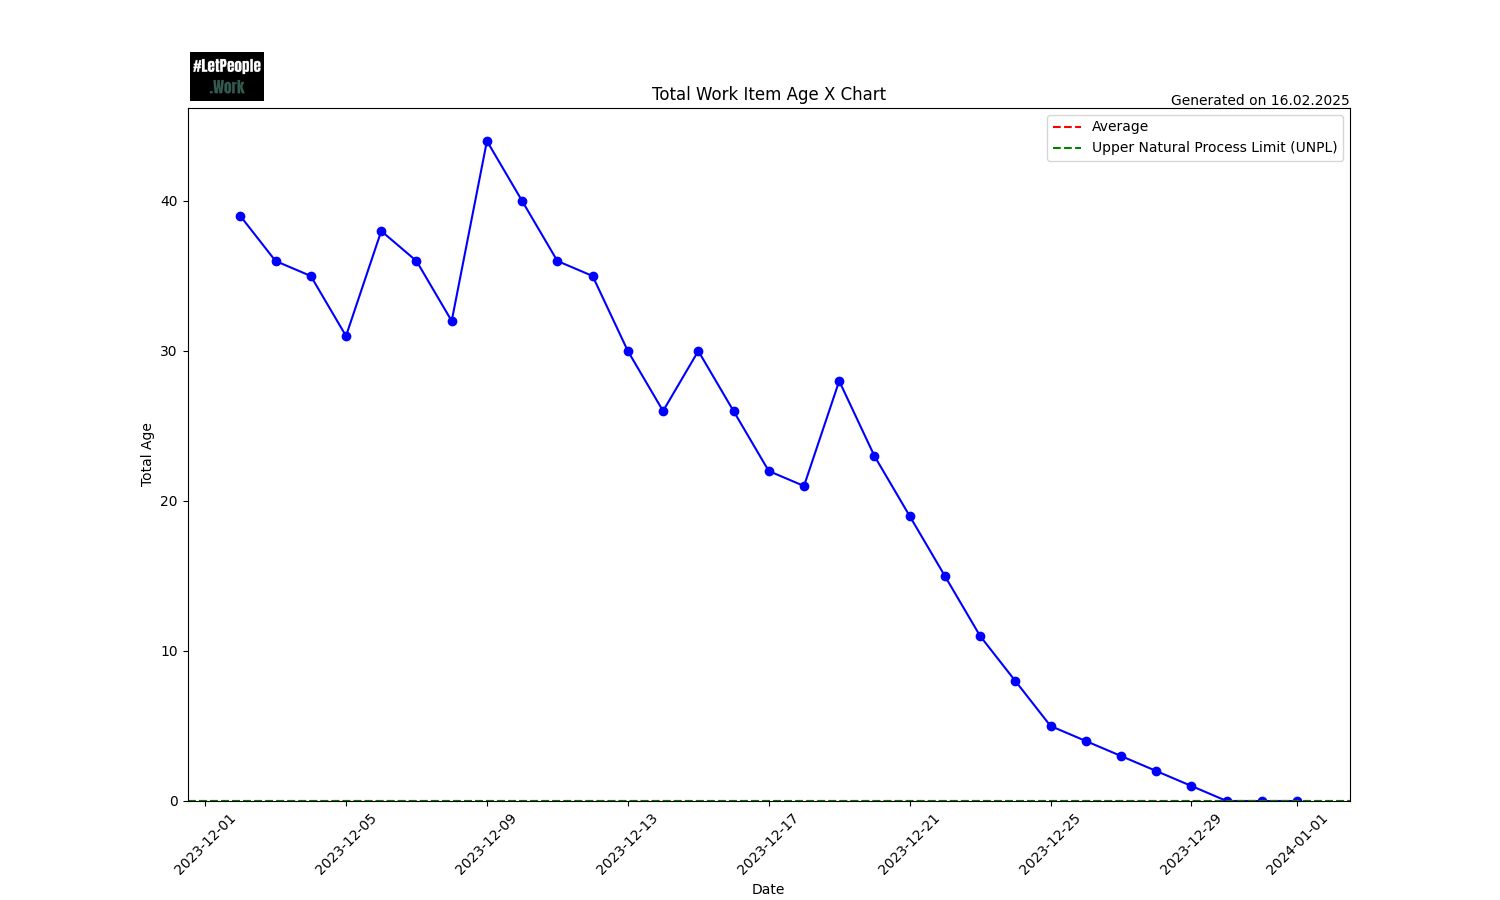 #LetPeople
.Work
Total Work Item Age X Chart
Generated on 16.02.2025
Average
Upper Natural Process Limit (UNPL)
Total Age
40
30
20
10
0
2023-12-01
2023-12-05
2023-12-09
2023-12-13
2023-12-17
2023-12-21
2023-12-25
2023-12-29
2024-01-01
Date